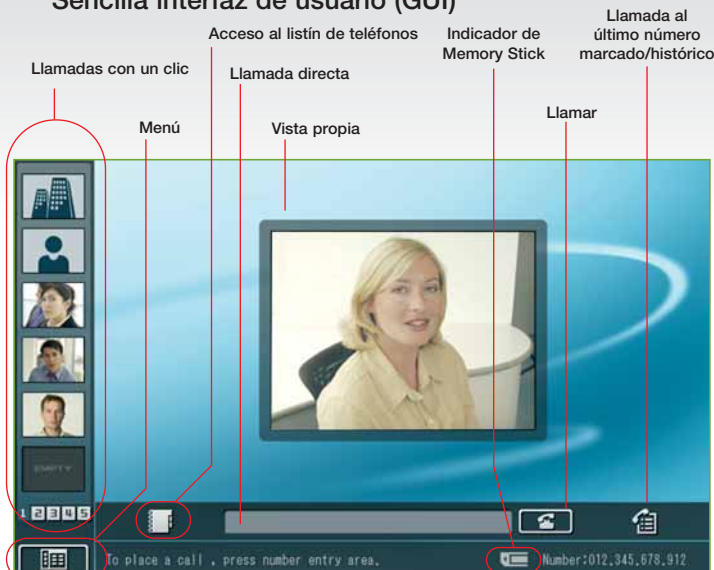 Sencilla interfaz de usuario (GUI)
Acceso al listín de teléfonos
Indicador de
Memory Stick
Llamada al
último número
marcado/histórico
Llamadas con un clic
Llamada directa
Menú
Vista propia
Llamar
EMPTY
1 2 3 4 5
To place a call , press number entry area.
Number:012,345,678,912